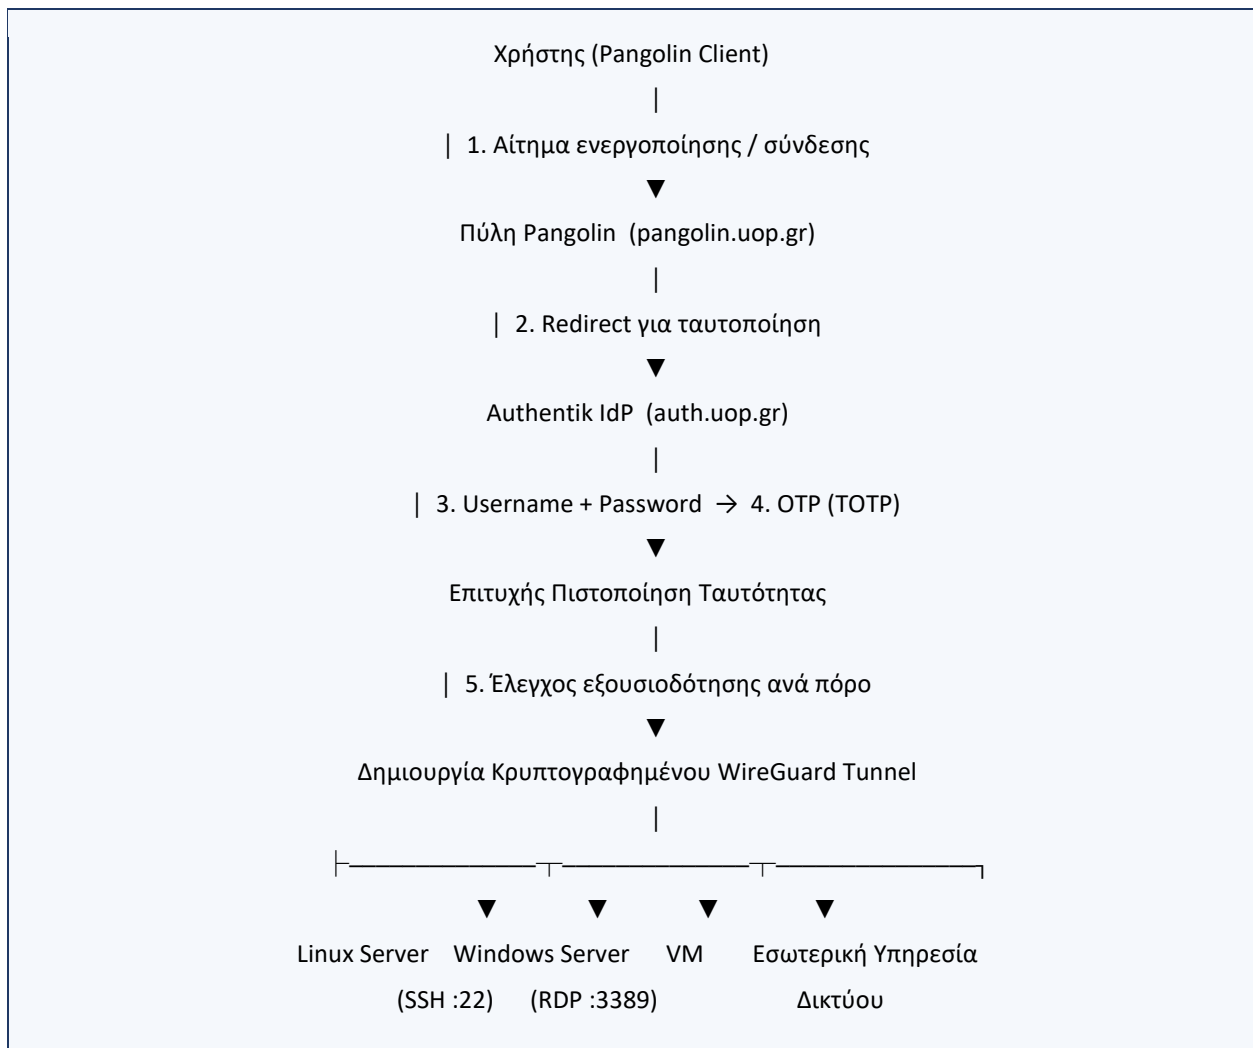 Χρήστης (Pangolin Client)
|
| 1. Αίτημα ενεργοποίησης / σύνδεσης
▼
Πύλη Pangolin (pangolin.uop.gr)
|
| 2. Redirect για ταυτοποίηση
▼
Authentik IdP (auth.uop.gr)
|
| 3. Username + Password → 4. OTP (TOTP)
▼
Επιτυχής Πιστοποίηση Ταυτότητας
|
| 5. Έλεγχος εξουσιοδότησης ανά πόρο
▼
Δημιουργία Κρυπτογραφημένου WireGuard Tunnel
|
▼ ▼ ▼ ▼
Linux Server Windows Server VM Εσωτερική Υπηρεσία
(SSH :22) (RDP :3389) Δικτύου